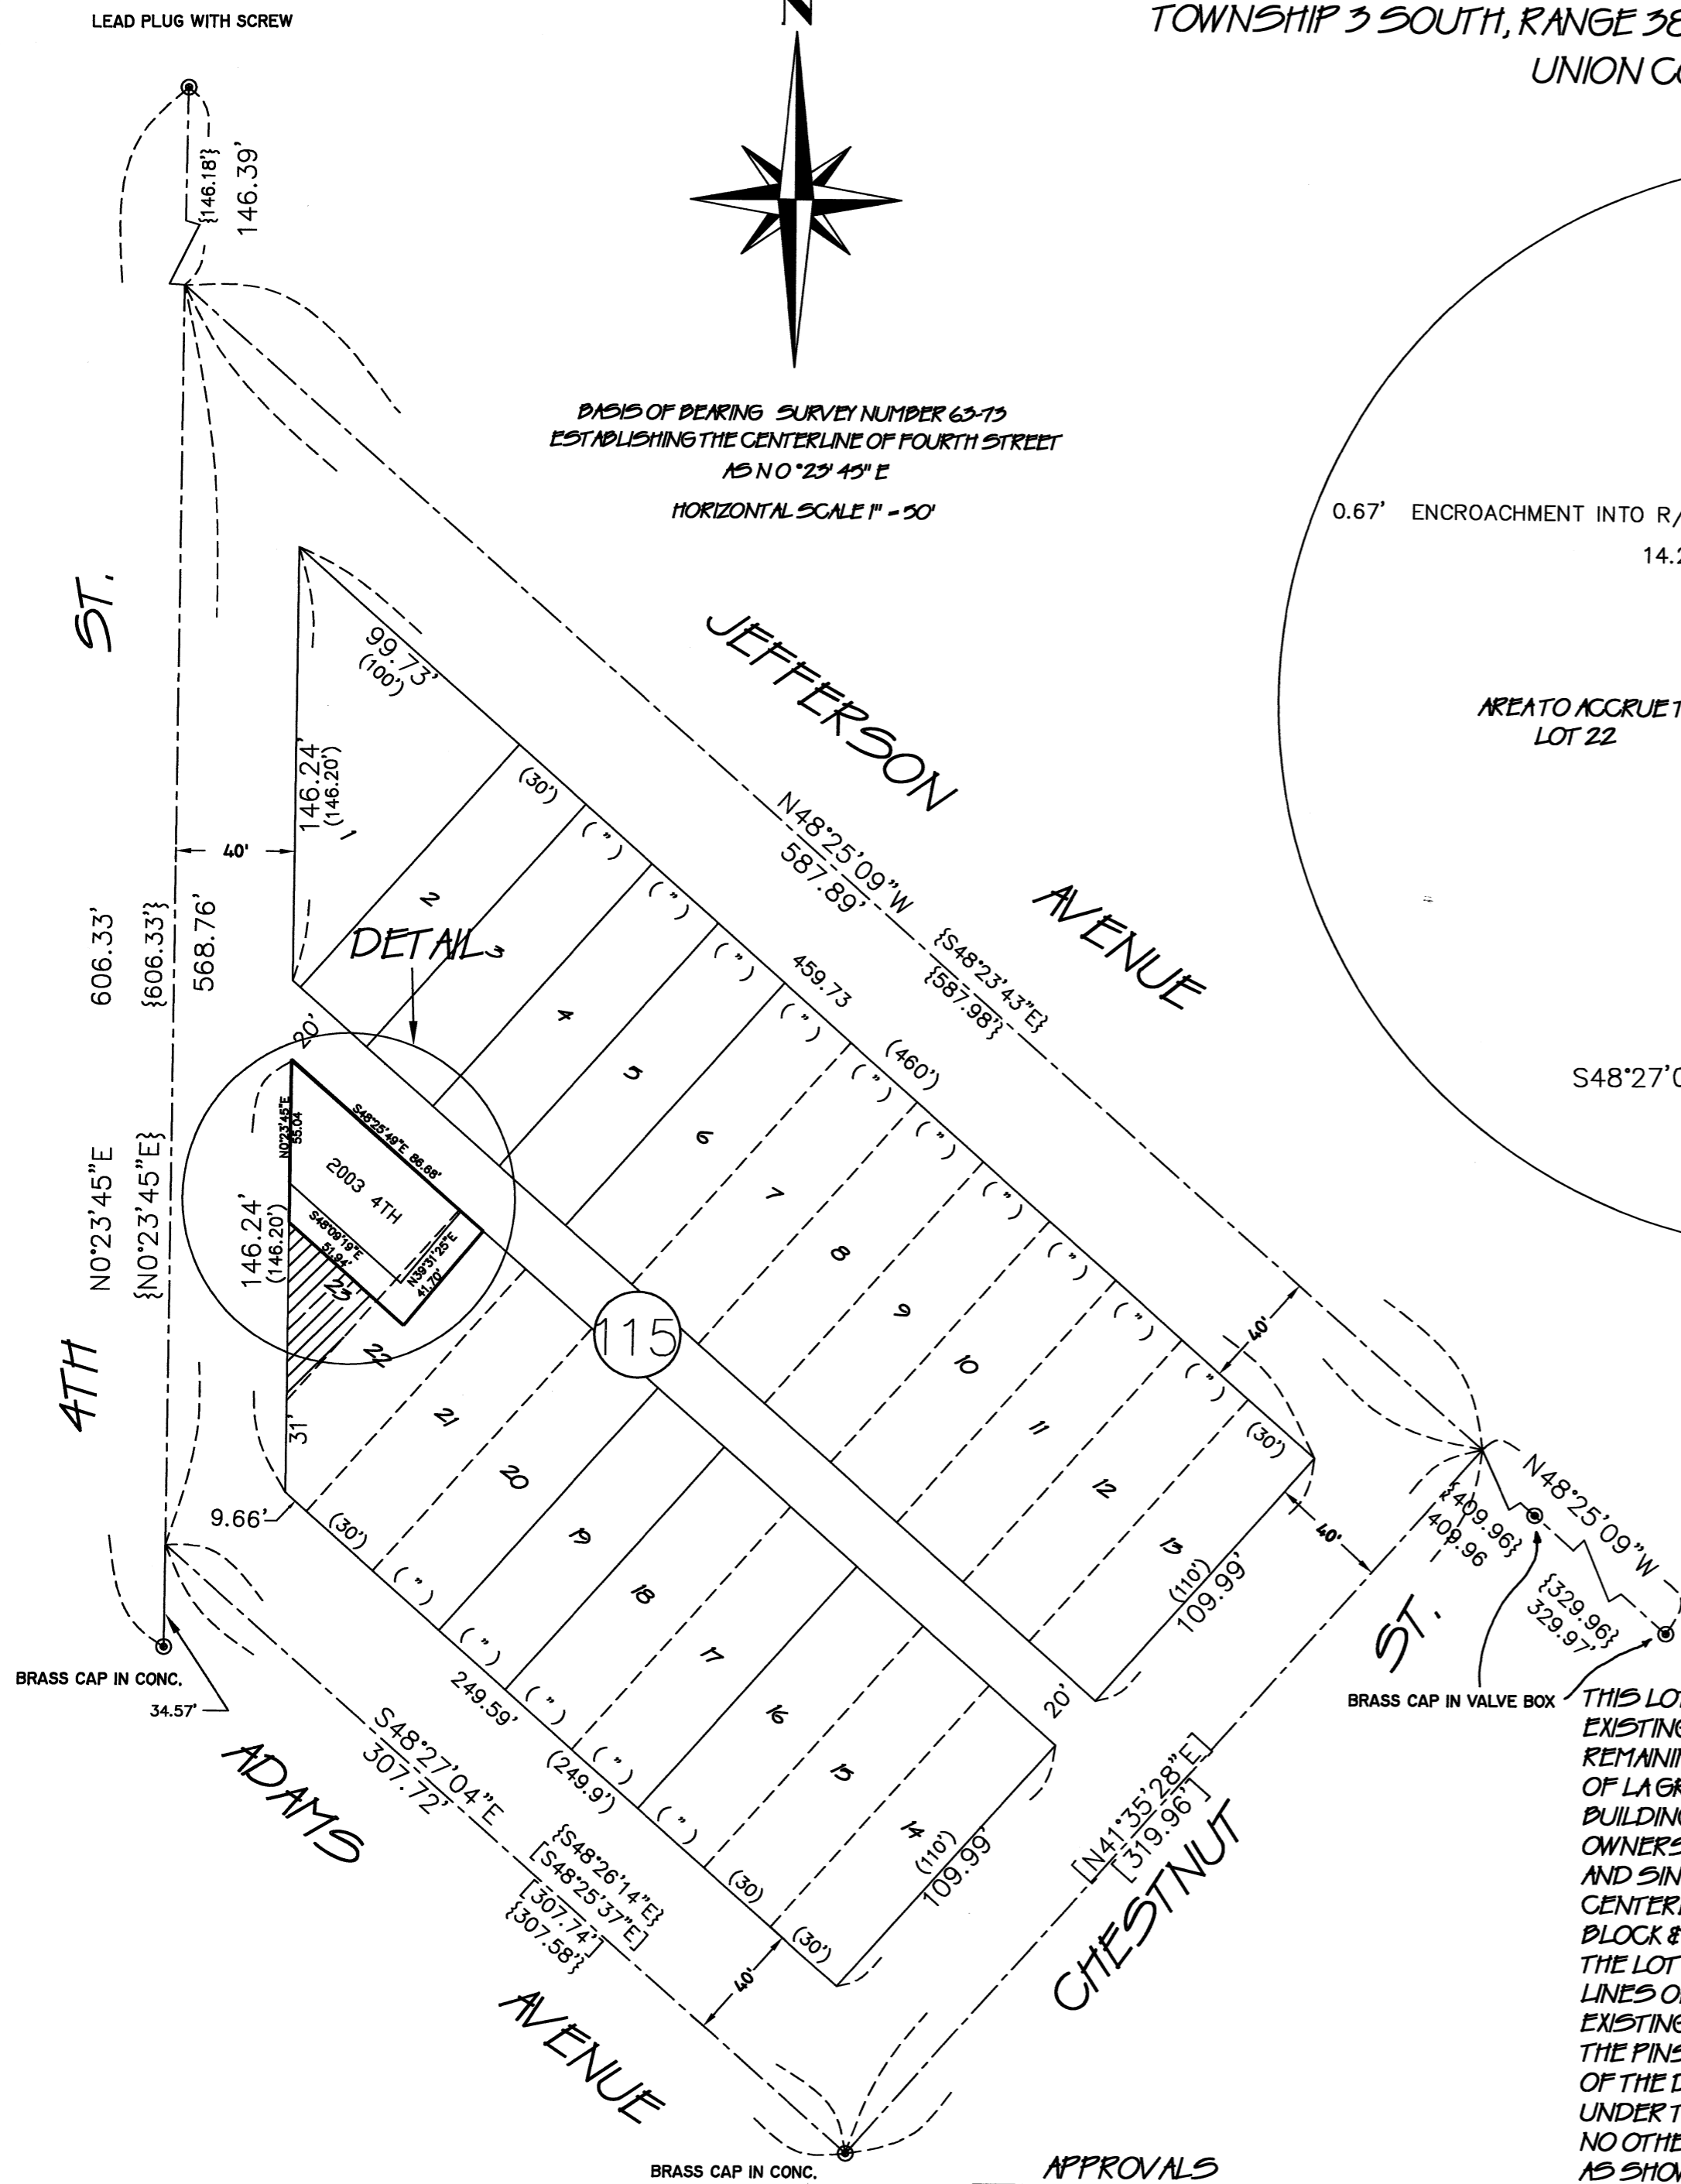 LEAD PLUG WITH SCREW
N
TOWNSHIP 3 SOUTH, RANGE 38
UNION
{146.18'}
146.39'
BASIS OF BEARING SURVEY NUMBER 63-73
ESTABLISHING THE CENTERLINE OF FOURTH STREET
AS N 0°23'45" E
HORIZONTAL SCALE 1" = 50'
0.67' ENCROACHMENT INTO R/
14.2
AREA TO ACCRUE T
LOT 22
S48°27'0
ST.
4TH
JEFFERSON
AVENUE
99.73'
(100')
146.24'
(146.20')
1
40'
606.33'
{606.33'}
568.76'
N0°23'45"E
{N0°23'45"E}
N48°25'09"W
587.89'
{S48°23'43"E}
{587.98'}
(30')
(")
(")
(")
(")
459.73
(")
(460')
(")
(")
(")
(")
(")
(")
(30')
2
DETAIL
3
4
5
6
7
8
9
10
11
12
13
(110')
109.99'
40'
40'
20'
N0°23'45"E
55.04
S48°25'49"E 86.68'
2003 4TH
S48°09'19"E
51.94'
N39°31'25"E
41.70'
146.24'
(146.20')
23
22
31'
115
21
20
19
18
17
16
15
14
(110')
109.99'
20'
9.66'
(30')
(")
(")
249.59'
(")
(249.9')
(")
(")
(30)
(30')
40'
BRASS CAP IN CONC.
34.57'
ADAMS
AVENUE
S48°27'04"E
307.72'
{S48°26'14"E}
[S48°25'37"E]
[307.74']
{307.58'}
BRASS CAP IN CONC.
[N41°35'28"E]
[319.96']
CHESTNUT
ST.
{409.96}
409.96
N48°25'09"W
{329.96}
329.97'
BRASS CAP IN VALVE BOX
THIS LOT
EXISTING
OF LA GR
BUILDING
OWNERS
AND SIN
BLOCK &
THE LOT
LINES O
EXISTING
THE PINS
OF THE D
UNDER T
NO OTHE
AS SHOW
APPROVALS